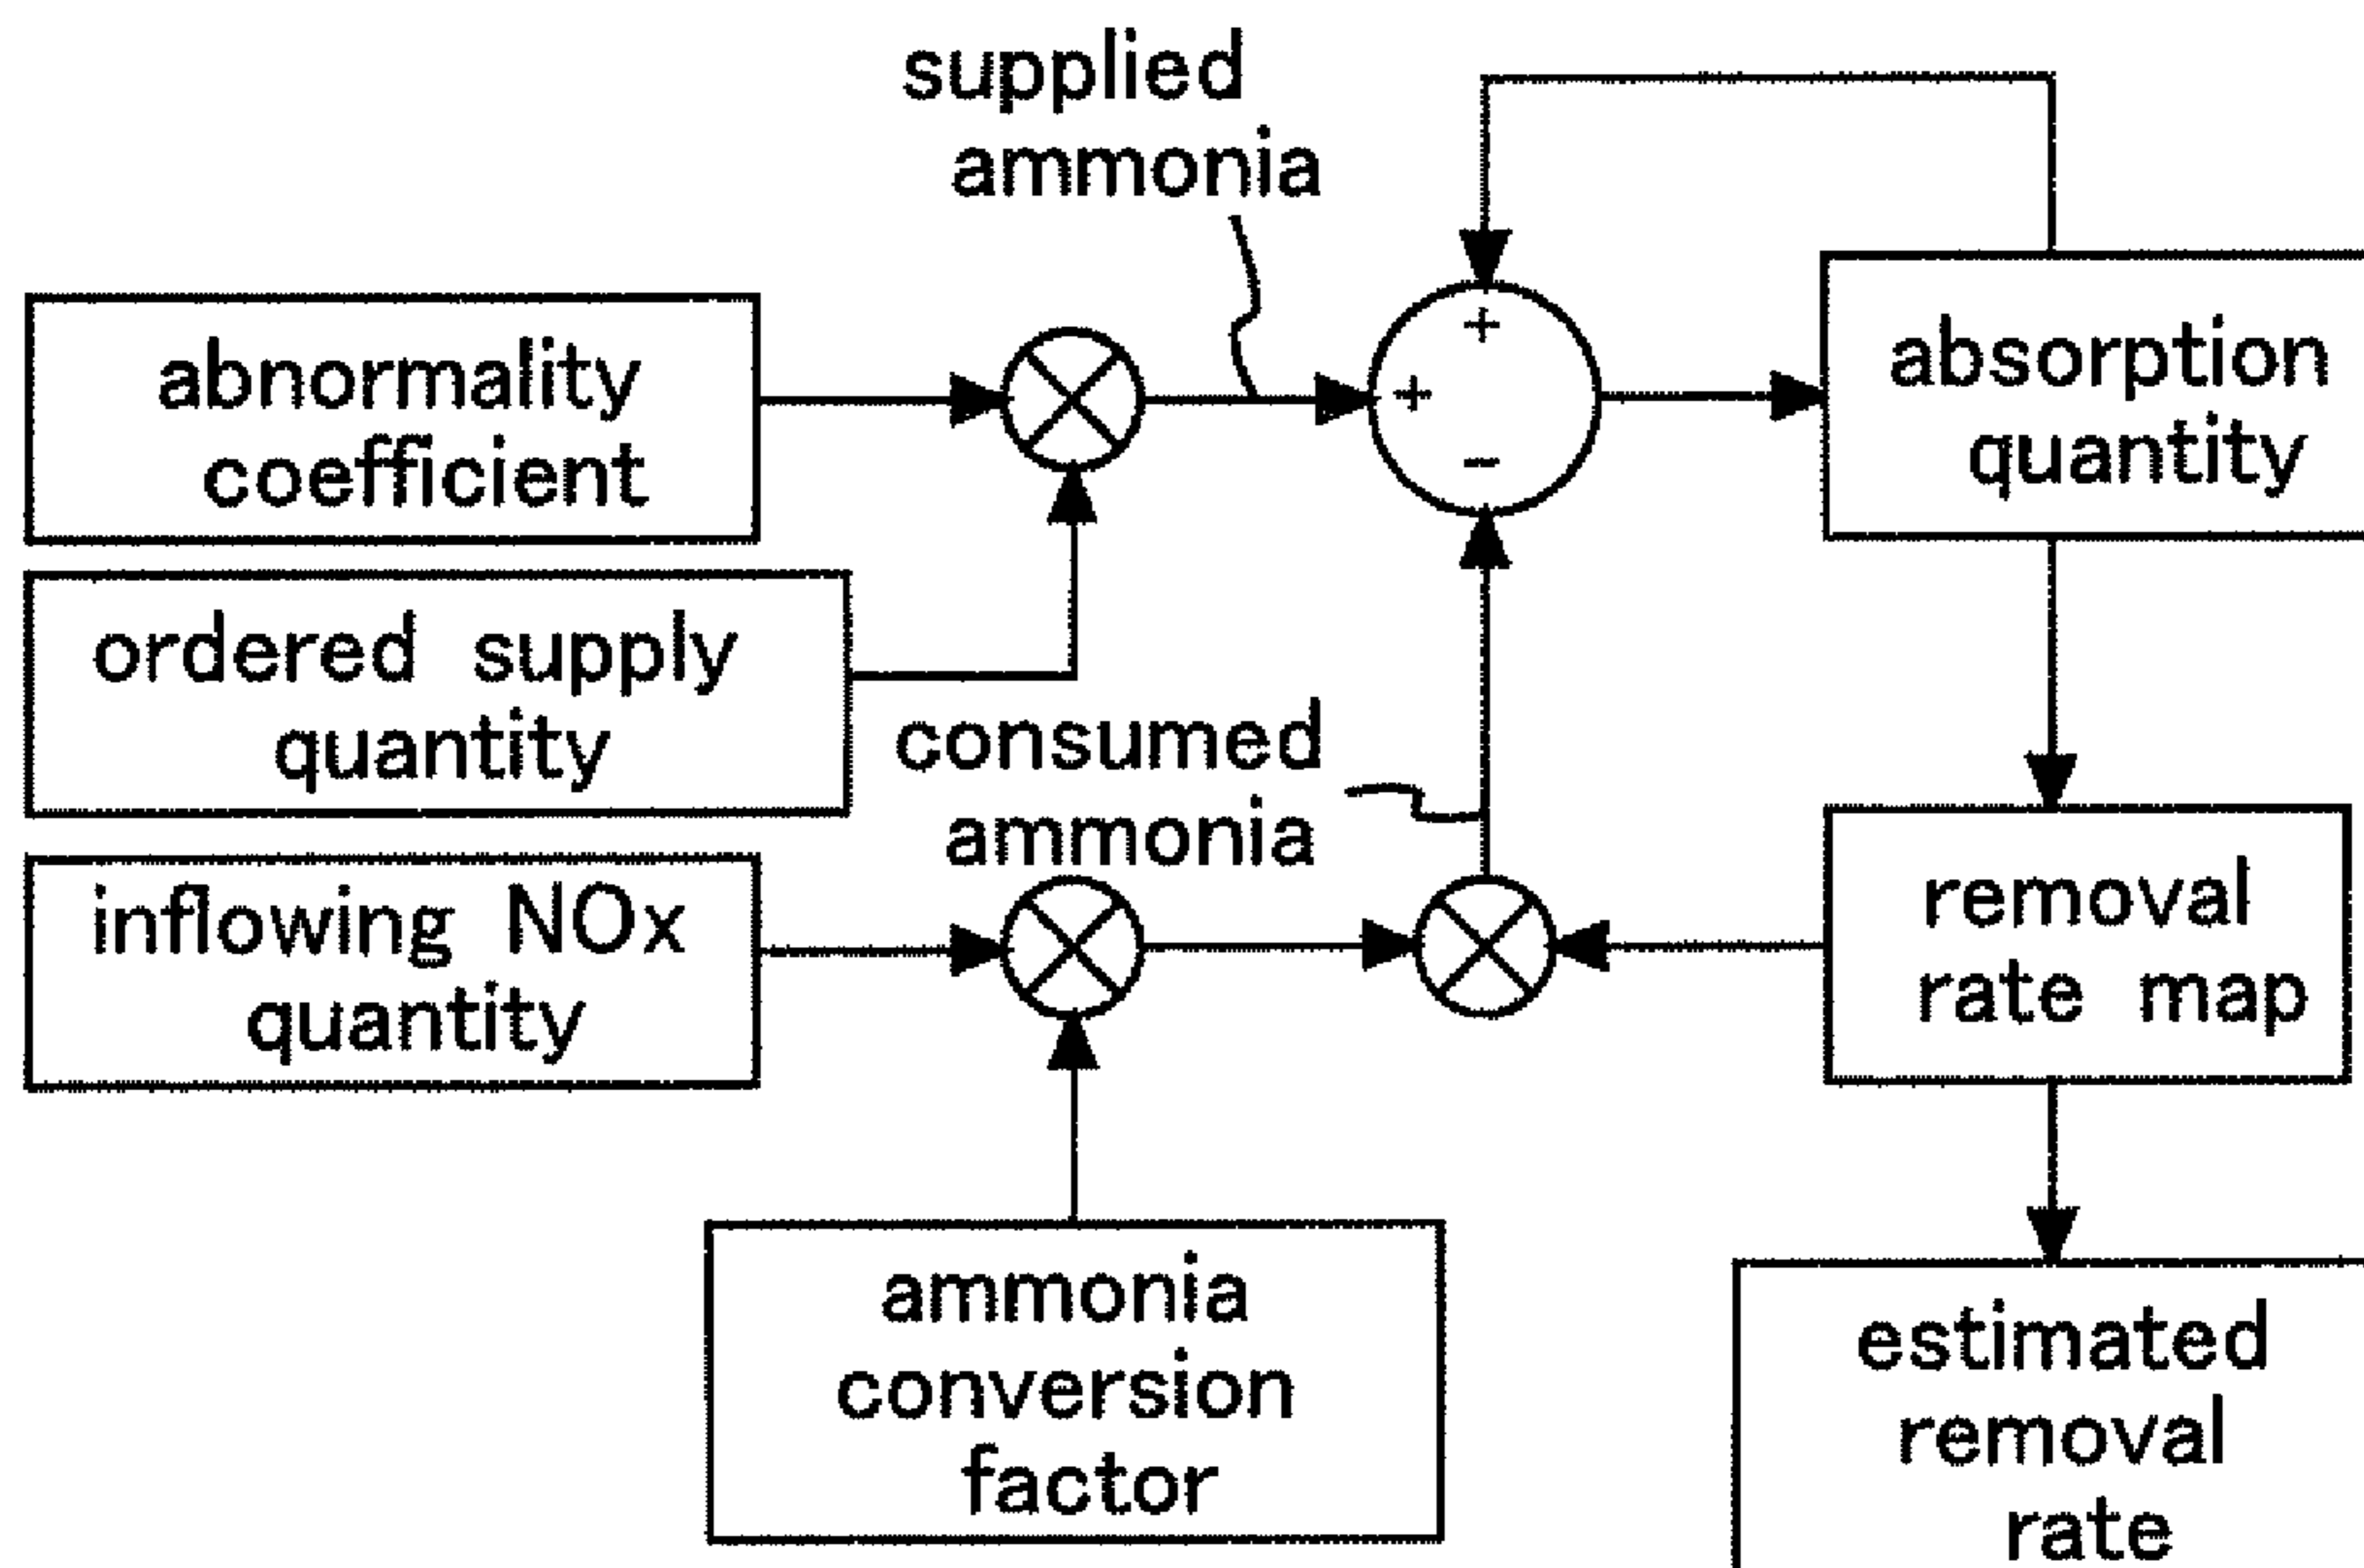 supplied
ammonia
abnormality
coefficient
+
+
-
absorption
quantity
ordered supply
quantity
consumed
ammonia
inflowing NOx
quantity
removal
rate map
ammonia
conversion
factor
estimated
removal
rate